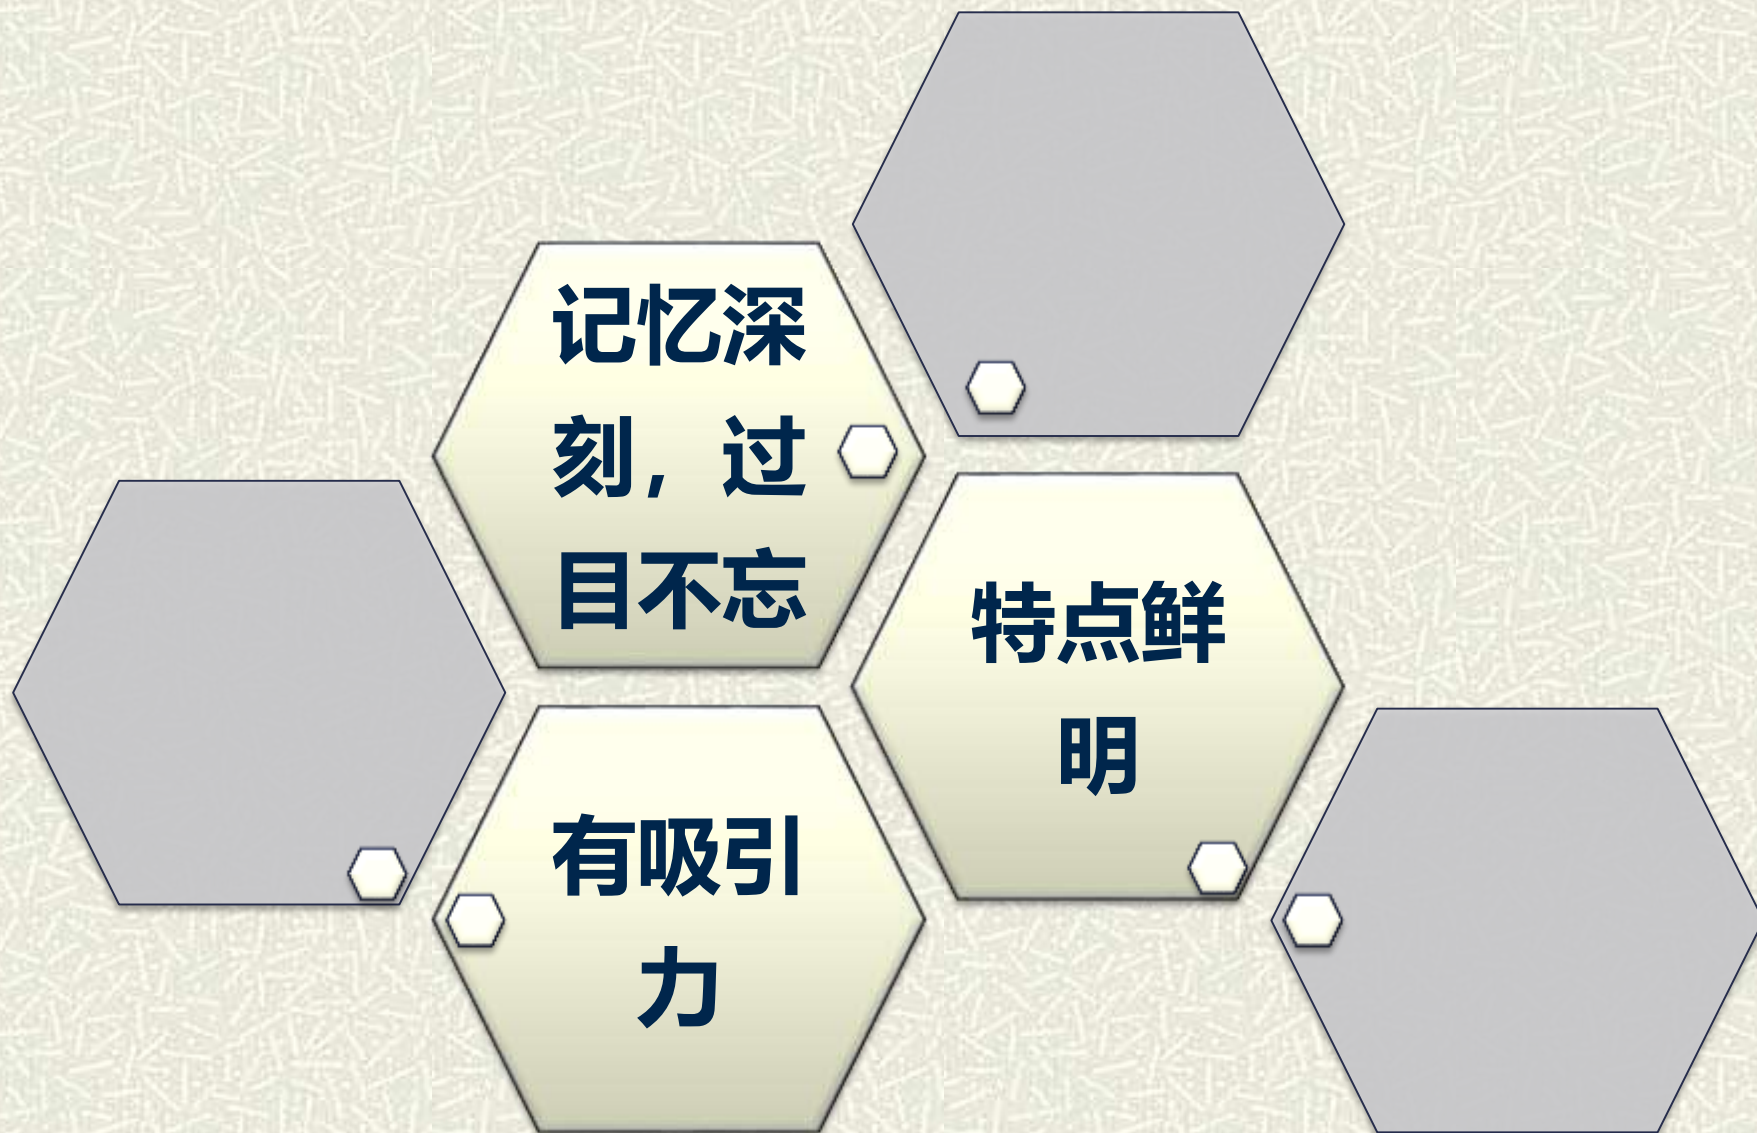 记忆深
刻，过
目不忘
特点鲜
明
有吸引
力